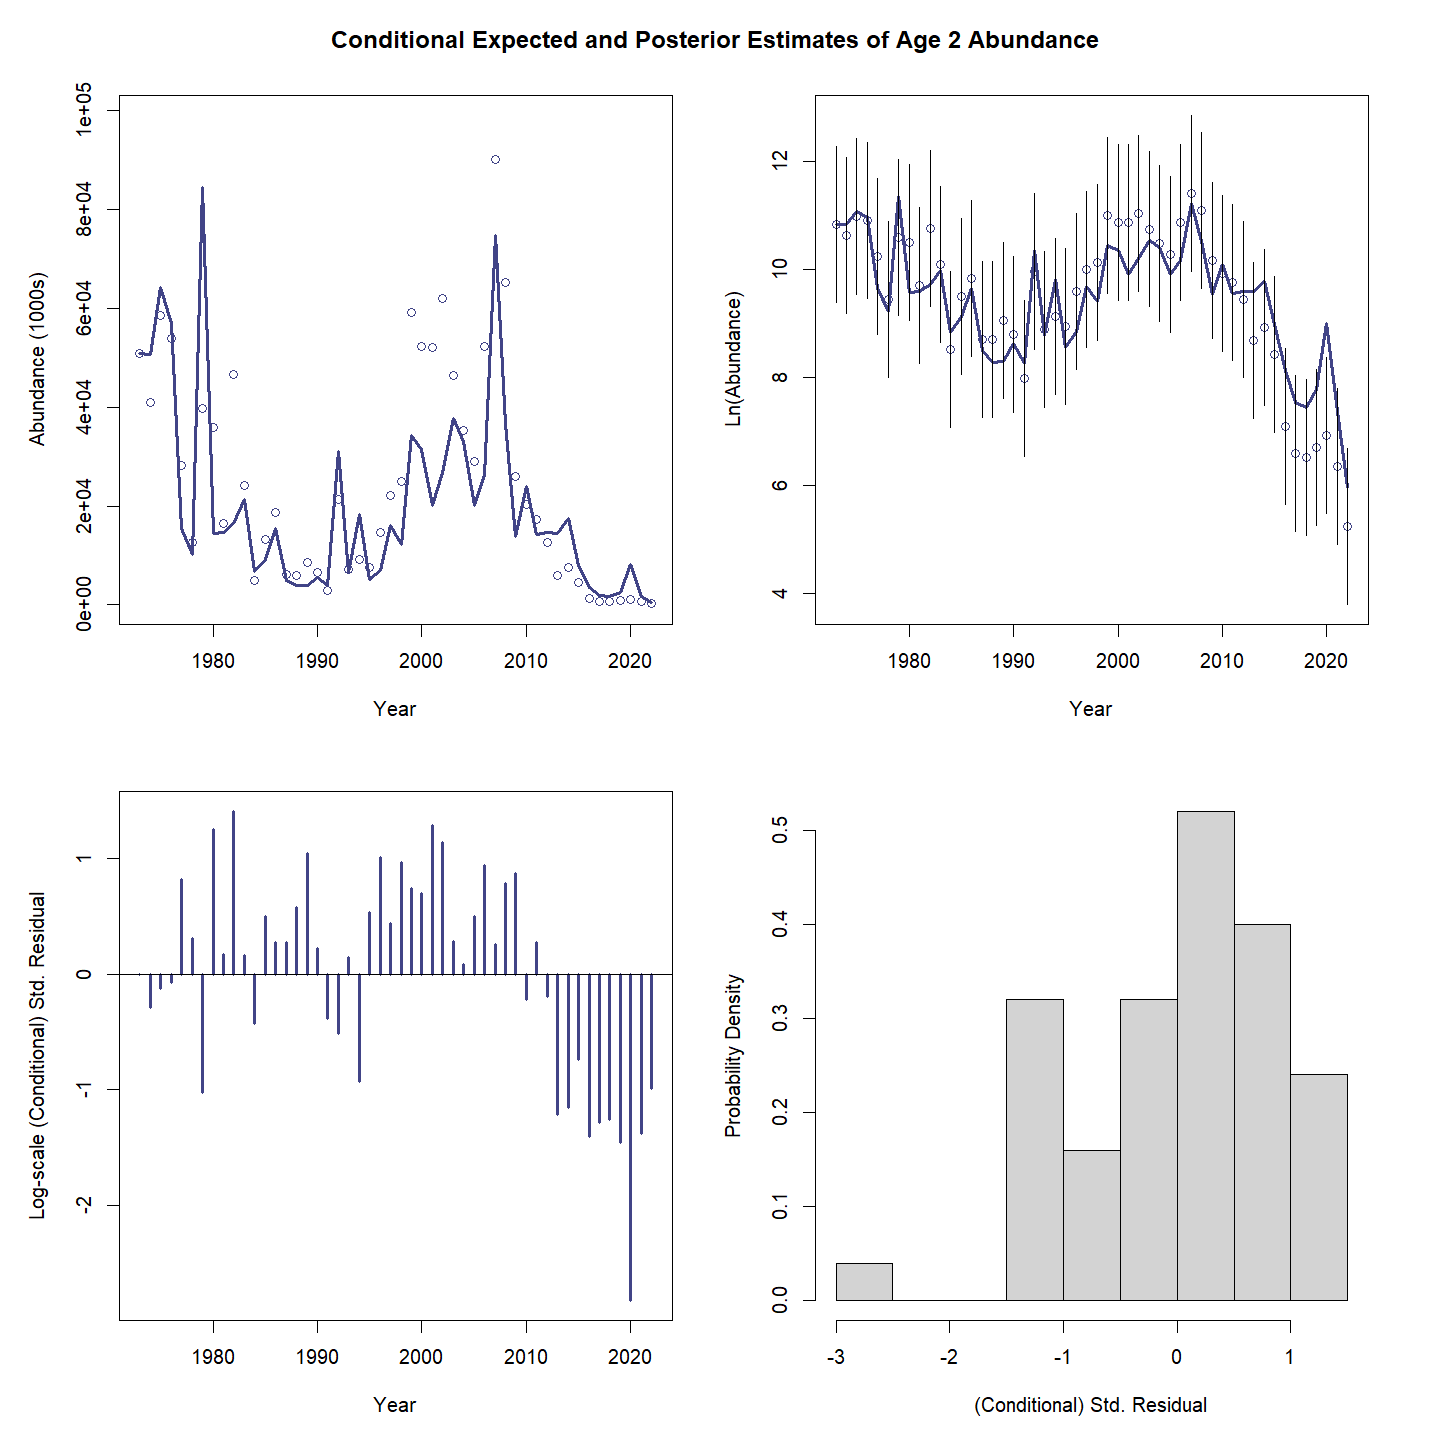 Conditional Expected and Posterior Estimates of Age 2 Abundance
Abundance (1000s)
0e+00 2e+04 4e+04 6e+04 8e+04 1e+05
1980 1990 2000 2010 2020
Year
Ln(Abundance)
4 6 8 10 12
1980 1990 2000 2010 2020
Year
Log-scale (Conditional) Std. Residual
-2 -1 0 1
1980 1990 2000 2010 2020
Year
Probability Density
0.0 0.1 0.2 0.3 0.4 0.5
-3 -2 -1 0 1
(Conditional) Std. Residual